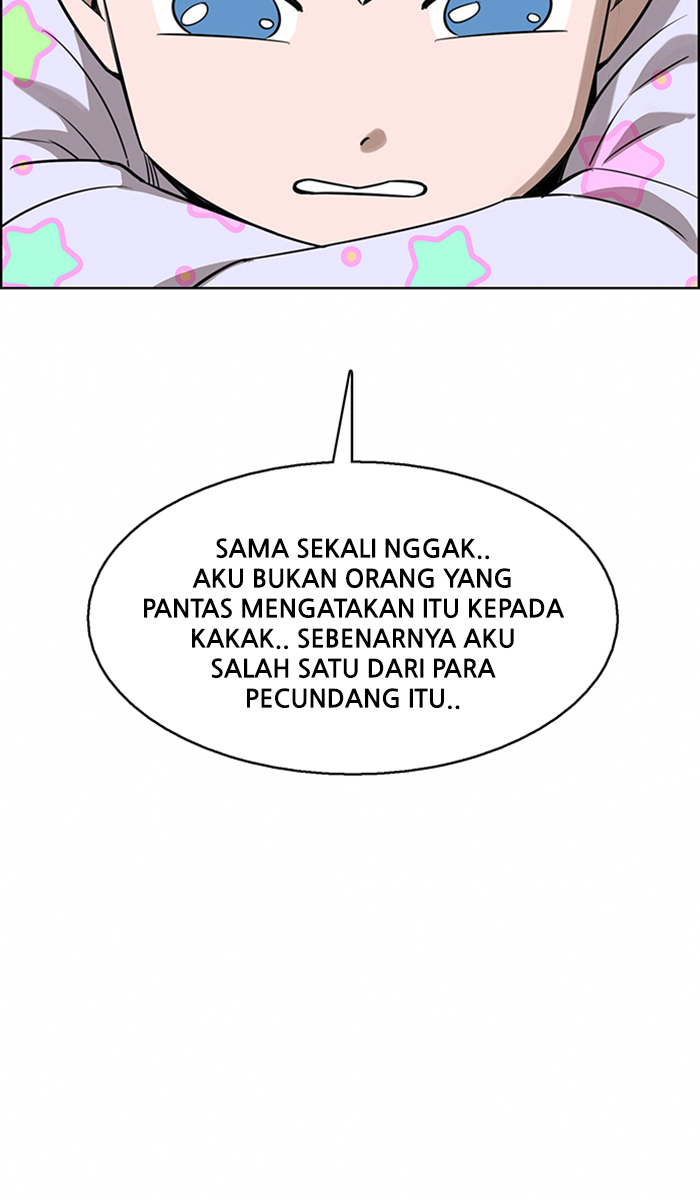 SAMA SEKALI NGGAK..
AKU BUKAN ORANG YANG
PANTAS MENGATAKAN ITU KEPADA
KAKAK.. SEBENARNYA AKU
SALAH SATU DARI PARA
PECUNDANG ITU..